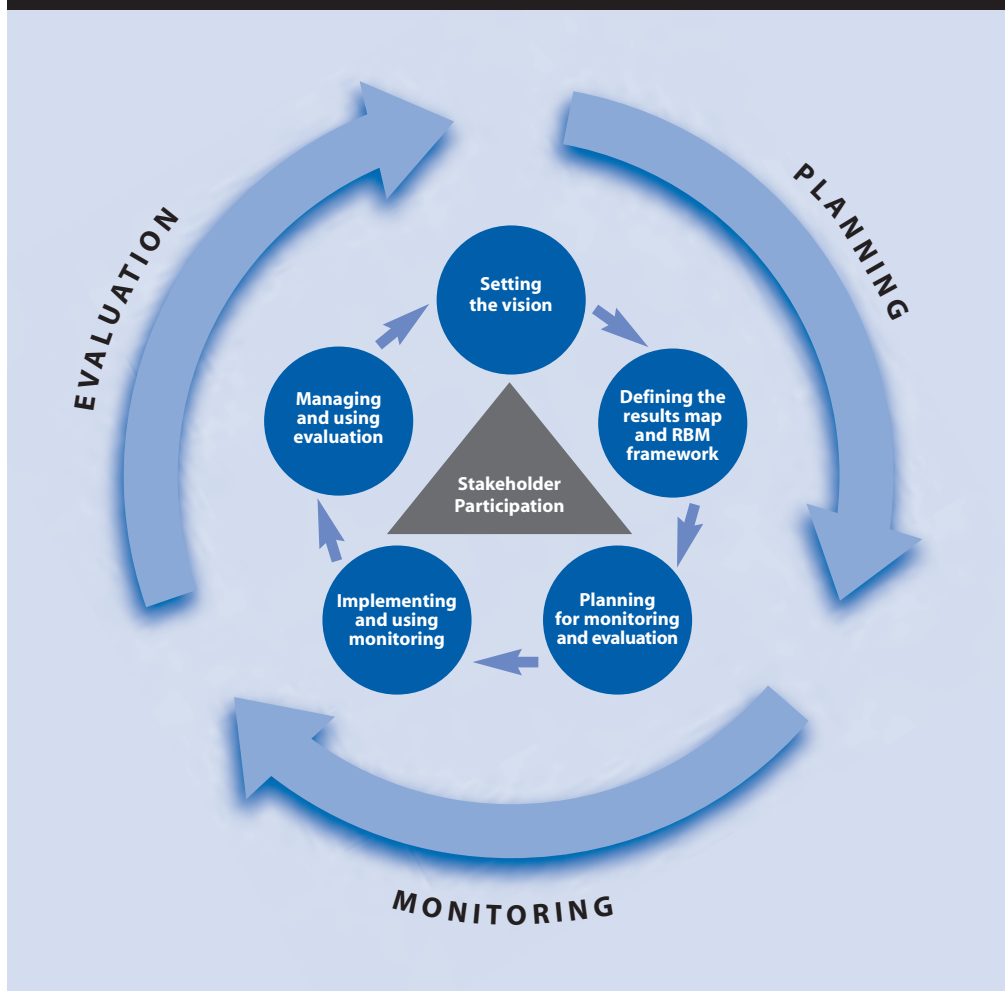 EVALUATION
PLANNING
Setting
the vision
Managing
and using
evaluation
Defining the
results map
and RBM
framework
Stakeholder
Participation
Implementing
and using
monitoring
Planning
for monitoring
and evaluation
MONITORING